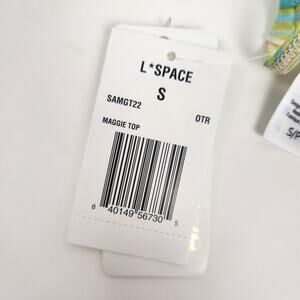 L*SPACE
S
SAMGT22
OTR
MAGGIE TOP
8 40149 56730 5
S/P